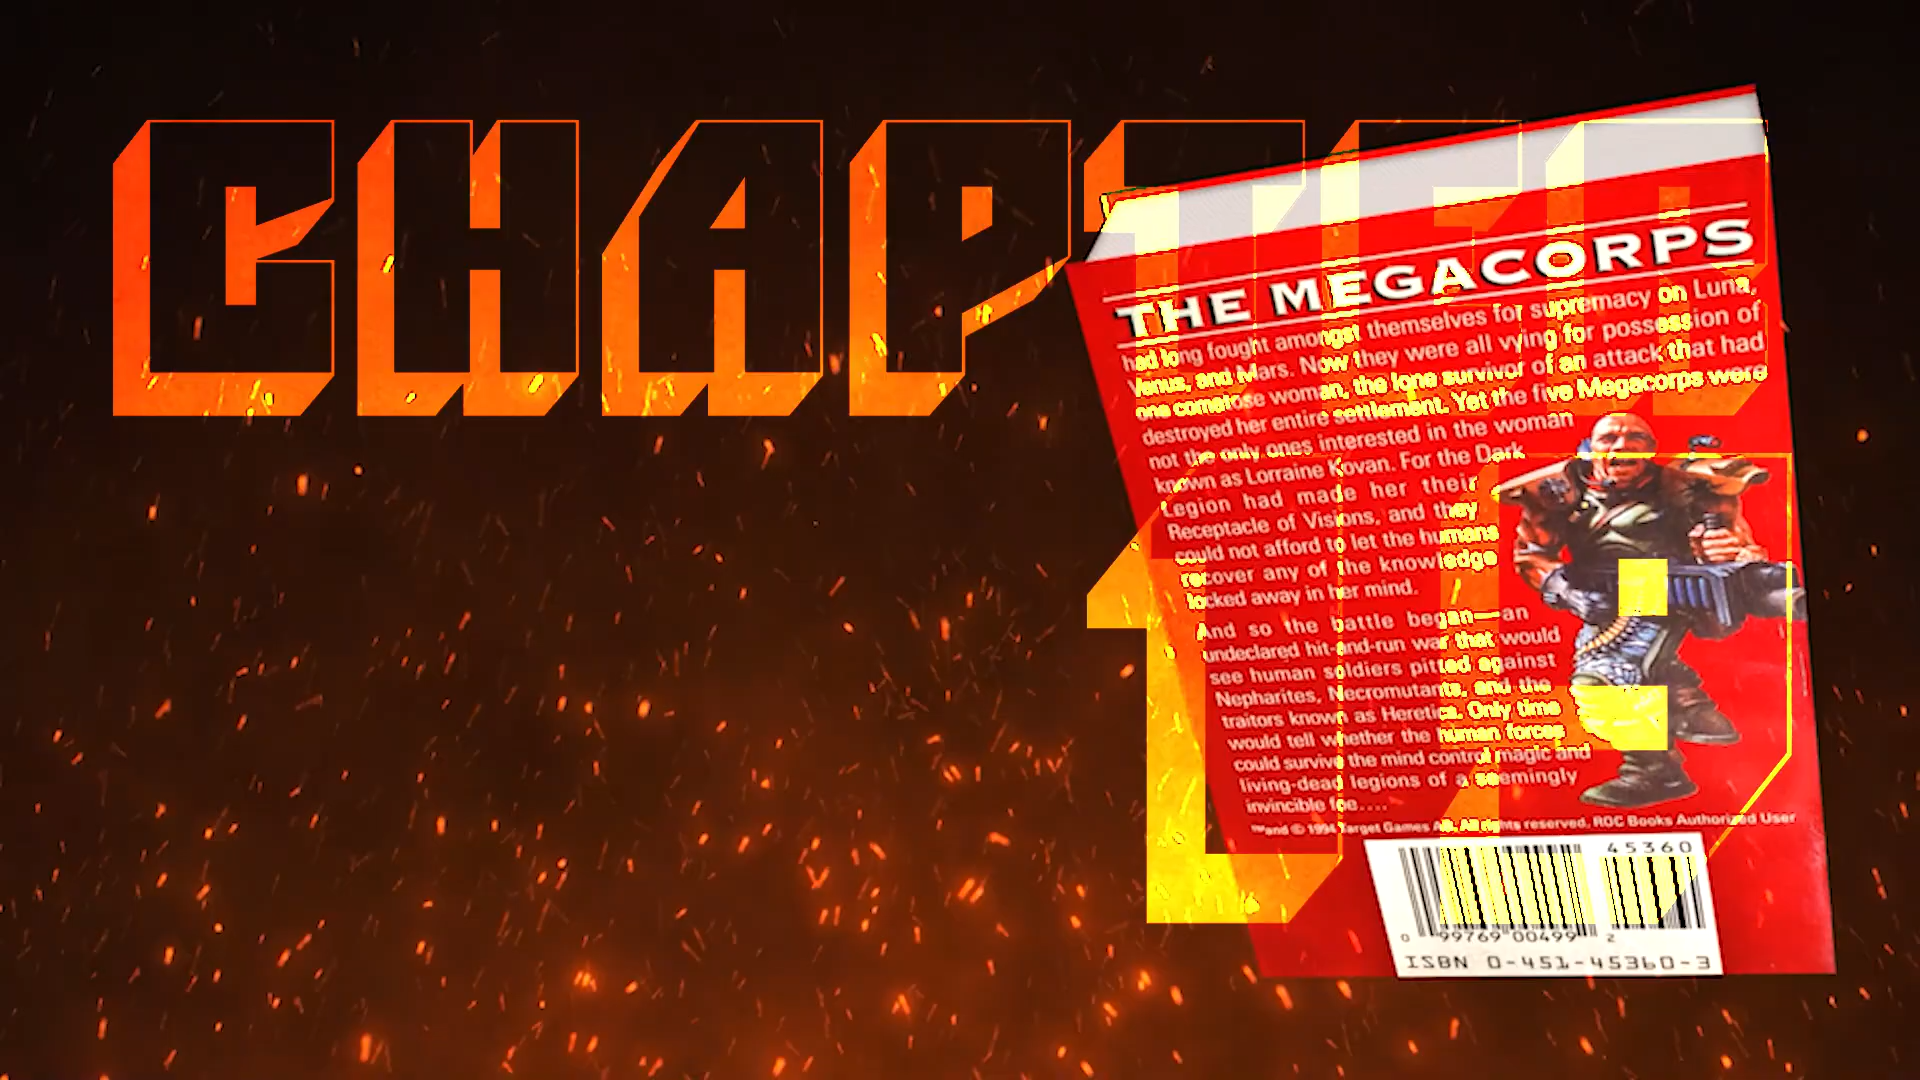 CHAPTER
THE MEGACORPS
had long fought amongst themselves for supremacy on Luna,
Venus, and Mars. Now they were all vying for possession of
one comatose woman, the lone survivor of an attack that had
destroyed her entire settlement. Yet the five Megacorps were
not the only ones interested in the woman
known as Lorraine Kovan. For the Dark
Legion had made her their
Receptacle of Visions, and they
could not afford to let the humans
recover any of the knowledge
locked away in her mind.
And so the battle began—an
undeclared hit-and-run war that would
see human soldiers pitted against
Nepharites, Necromutants, and the
traitors known as Heretics. Only time
would tell whether the human forces
could survive the mind control magic and
living-dead legions of a seemingly
invincible foe....
™and © 1994 Target Games AB. All rights reserved. ROC Books Authorized User
45360
0 99769 00499 2
ISBN 0-451-45360-3